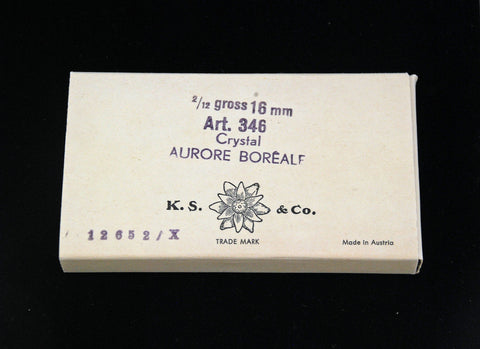 2/12 gross 16 mm
Art. 346
Crystal
AURORE BORÉALE
K. S. & Co.
12652/X
TRADE MARK
Made in Austria